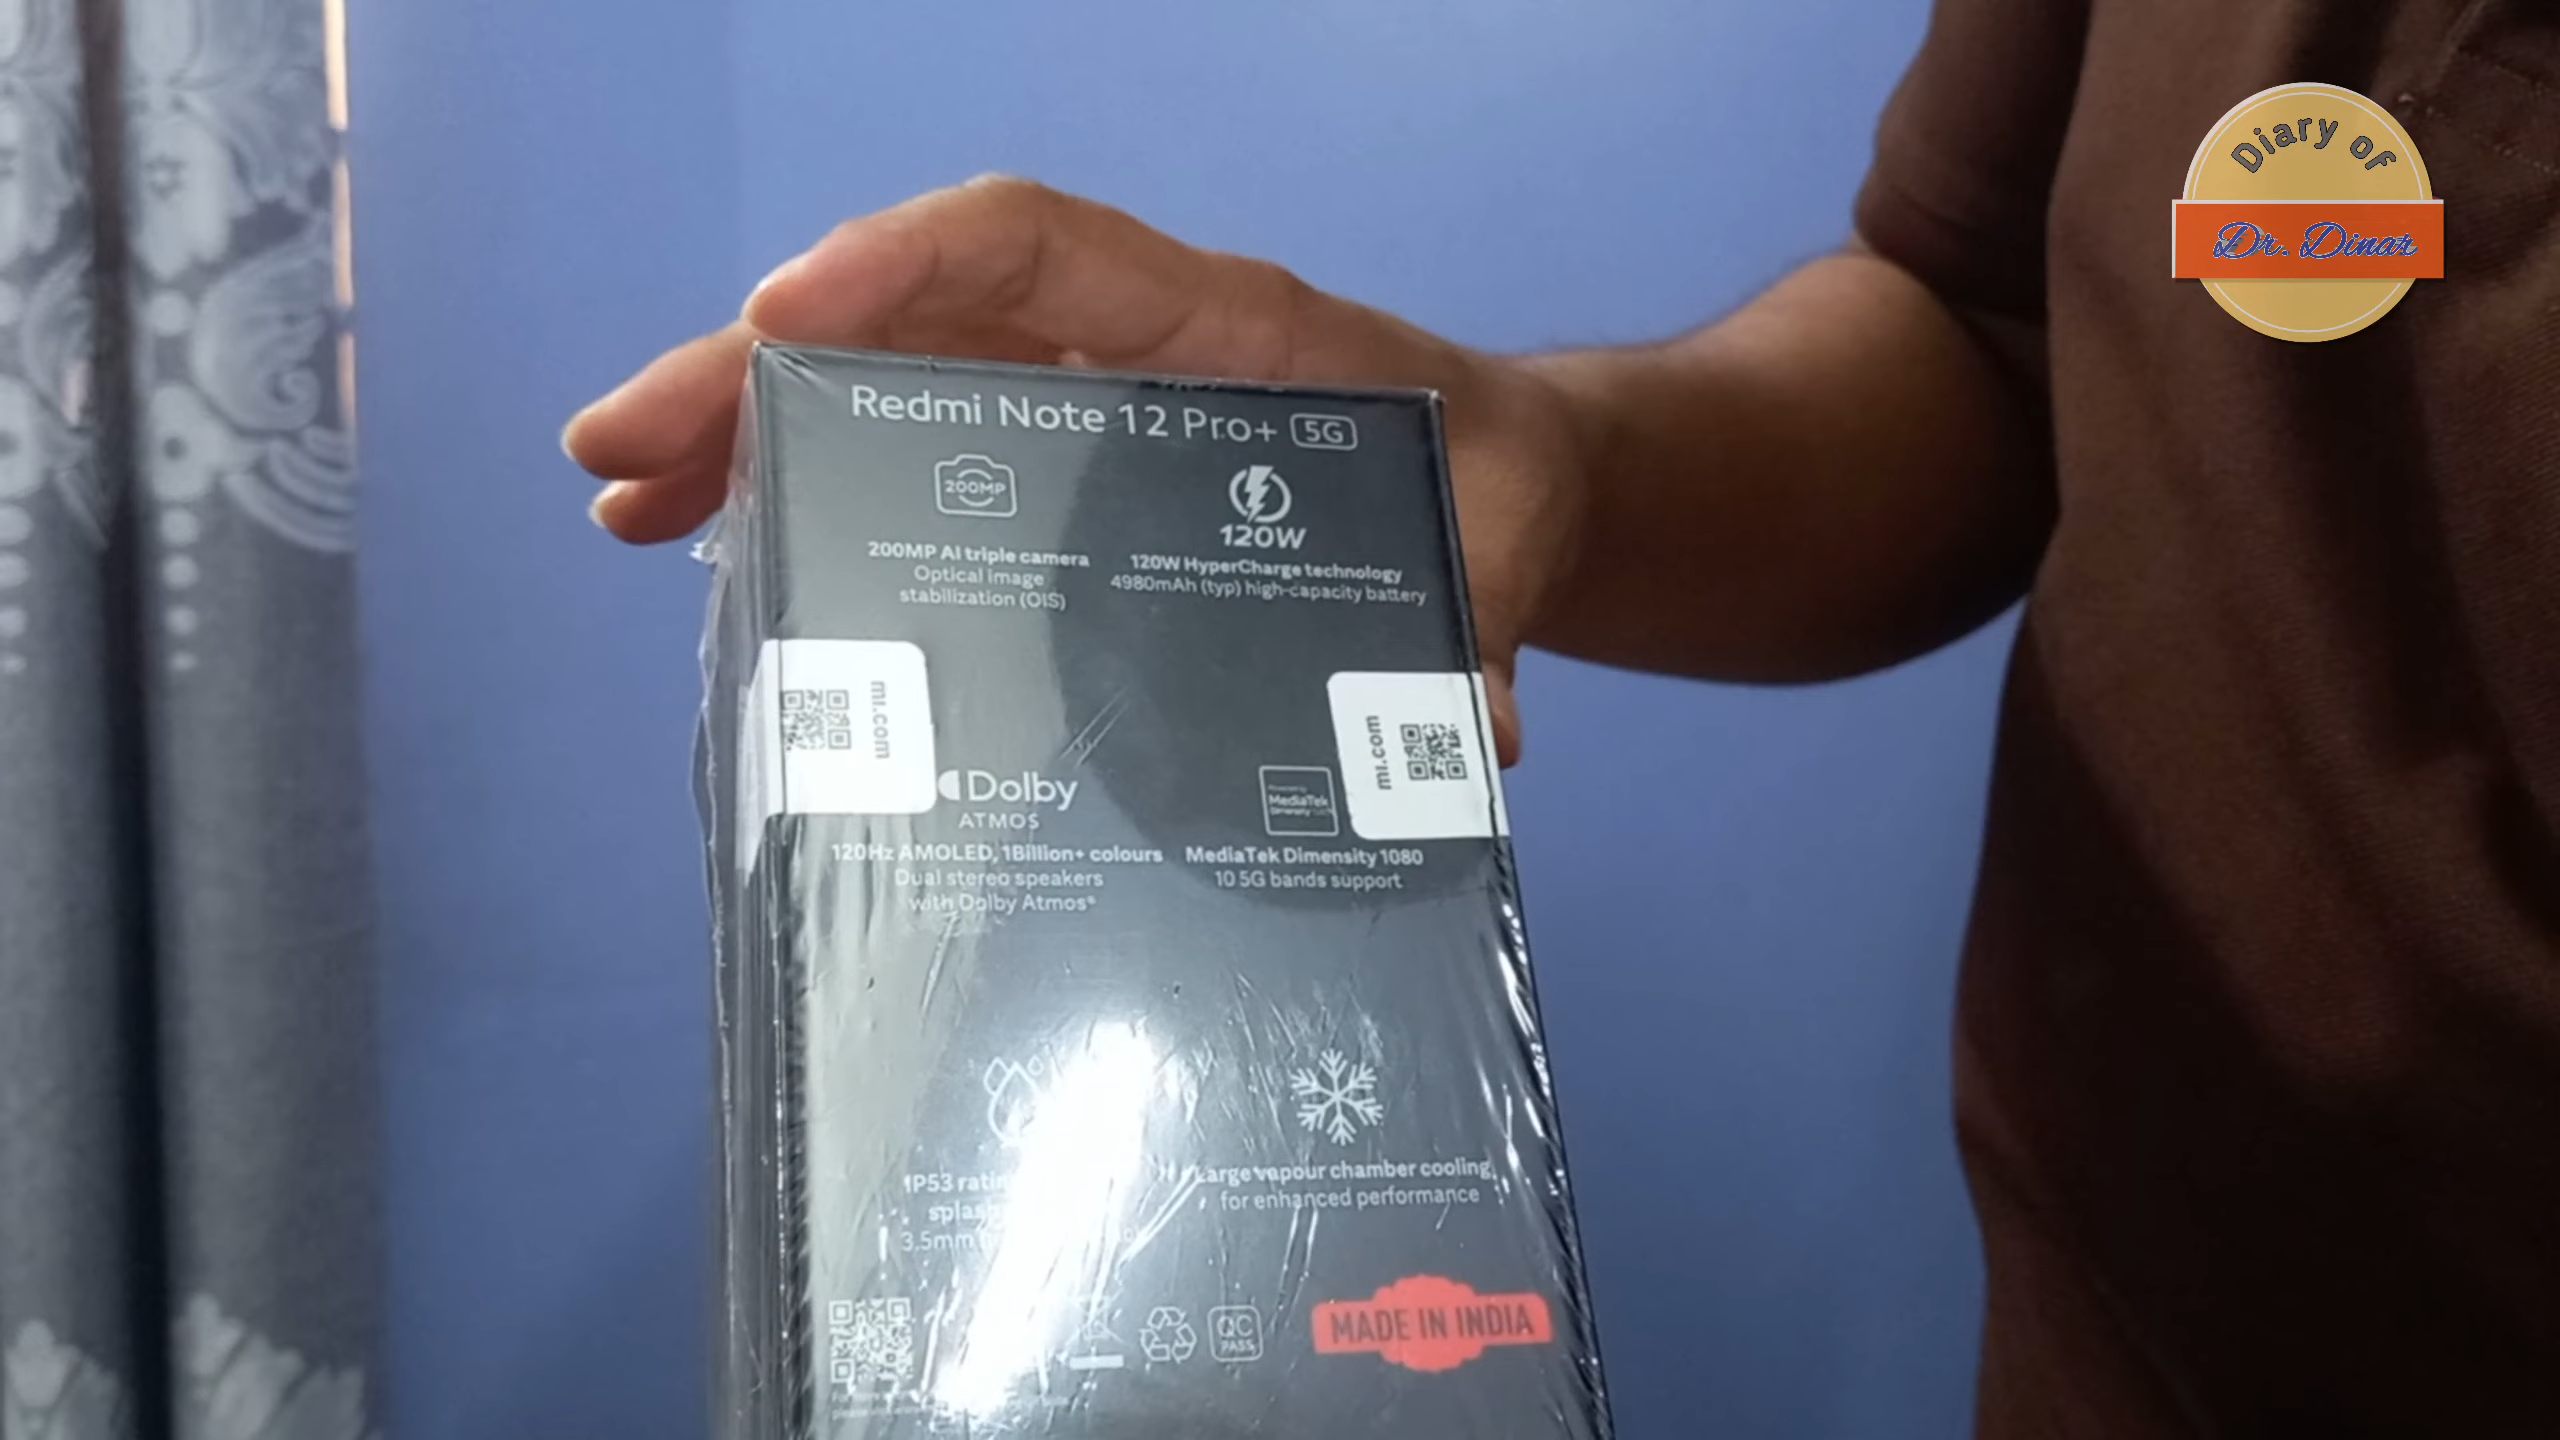 Diary of
Dr. Dinar
Redmi Note 12 Pro+ 5G
200MP
120W
200MP AI triple camera
Optical image
stabilization (OIS)
120W HyperCharge technology
4980mAh (typ) high-capacity battery
mi.com
mi.com
Dolby
ATMOS
120Hz AMOLED, 1Billion+ colours
Dual stereo speakers
with Dolby Atmos®
MediaTek
Dimensity
MediaTek Dimensity 1080
10 5G bands support
IP53
3.5mm
Large vapour chamber cooling
for enhanced performance
QC
PASS
MADE IN INDIA